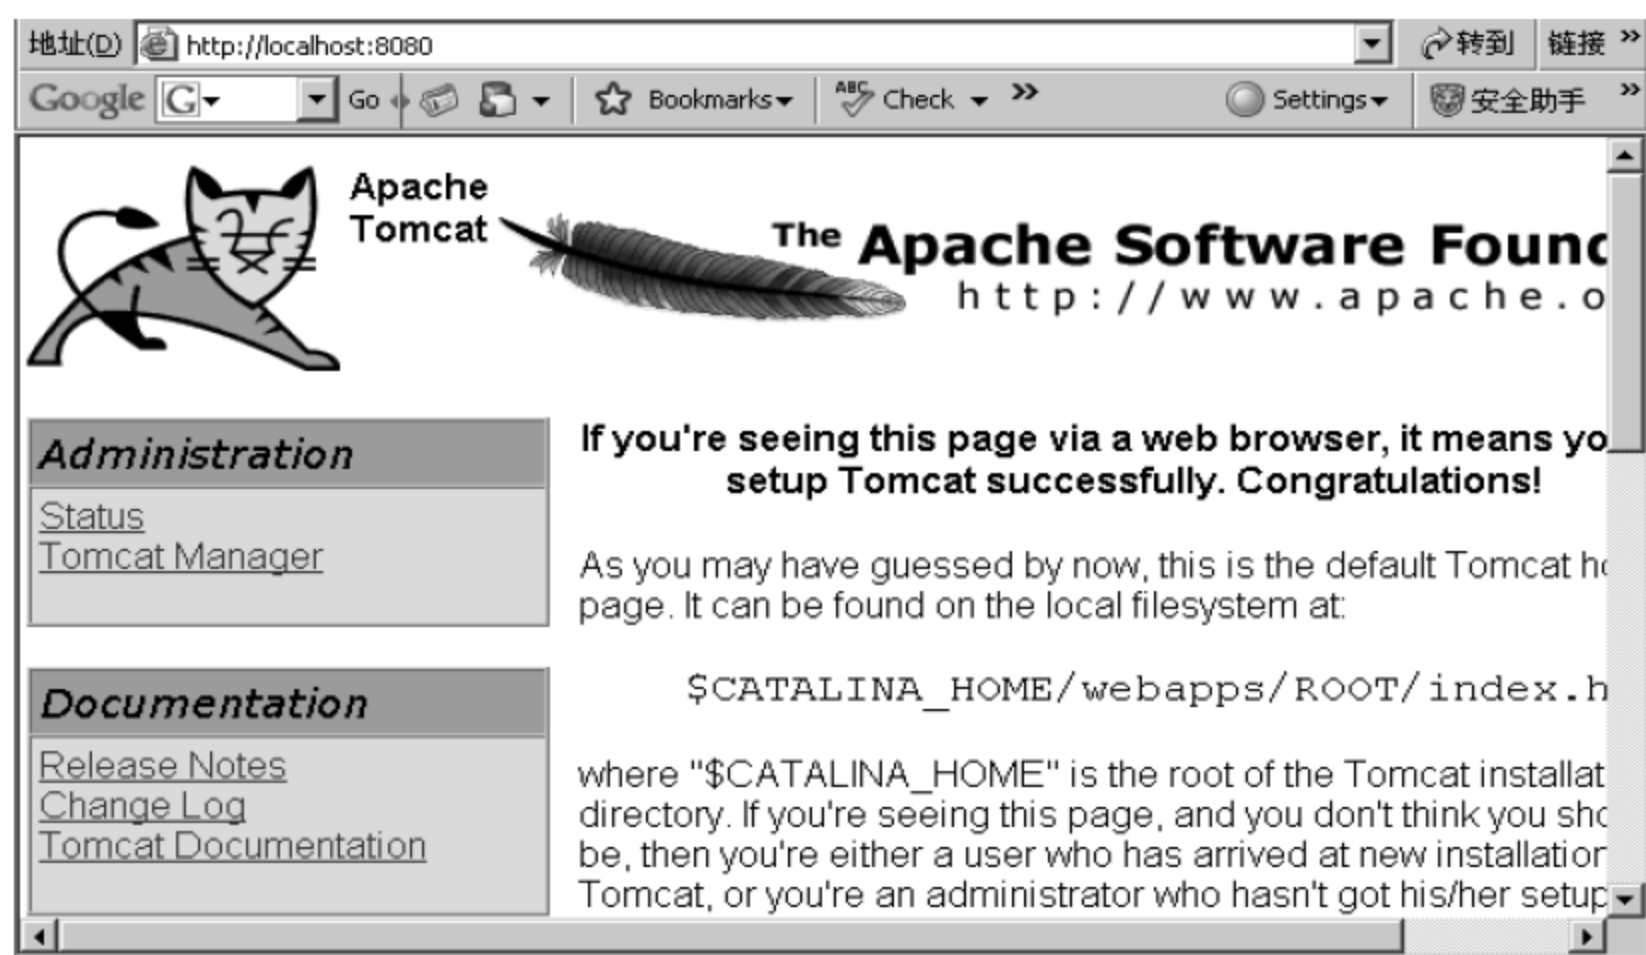 地址(D) http://localhost:8080 转到 链接 »
Google G Go Bookmarks ABC Check » Settings 安全助手 »
Apache
Tomcat
The Apache Software Found
http://www.apache.o
Administration
Status
Tomcat Manager
Documentation
Release Notes
Change Log
Tomcat Documentation
If you're seeing this page via a web browser, it means yo
setup Tomcat successfully. Congratulations!
As you may have guessed by now, this is the default Tomcat ho
page. It can be found on the local filesystem at:
$CATALINA_HOME/webapps/ROOT/index.h
where "$CATALINA_HOME" is the root of the Tomcat installat
directory. If you're seeing this page, and you don't think you sho
be, then you're either a user who has arrived at new installation
Tomcat, or you're an administrator who hasn't got his/her setup